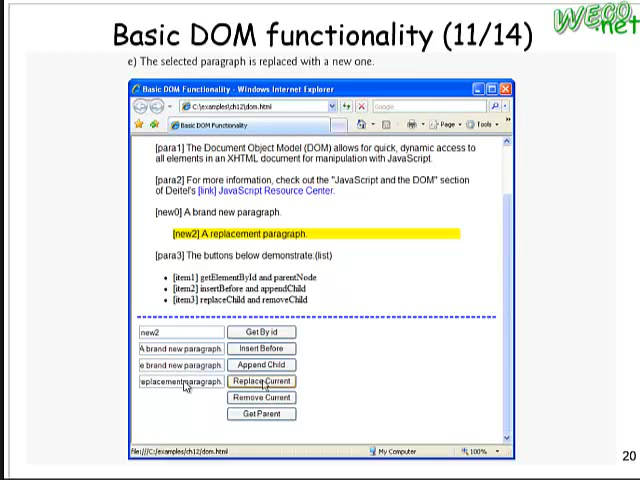 WECO.net
Basic DOM functionality (11/14)
e) The selected paragraph is replaced with a new one.
Basic DOM Functionality - Windows Internet Explorer
C:\examples\ch12\dom.html
Google
Basic DOM Functionality
Page
Tools
[para1] The Document Object Model (DOM) allows for quick, dynamic access to
all elements in an XHTML document for manipulation with JavaScript.
[para2] For more information, check out the "JavaScript and the DOM" section
of Deitel's [link] JavaScript Resource Center.
[new0] A brand new paragraph.
[new2] A replacement paragraph.
[para3] The buttons below demonstrate:(list)
[item1] getElementById and parentNode
[item2] insertBefore and appendChild
[item3] replaceChild and removeChild
new2 Get By id
A brand new paragraph. Insert Before
e brand new paragraph. Append Child
eplacement paragraph. Replace Current
Remove Current
Get Parent
file:///C:/examples/ch12/dom.html My Computer 100%
20